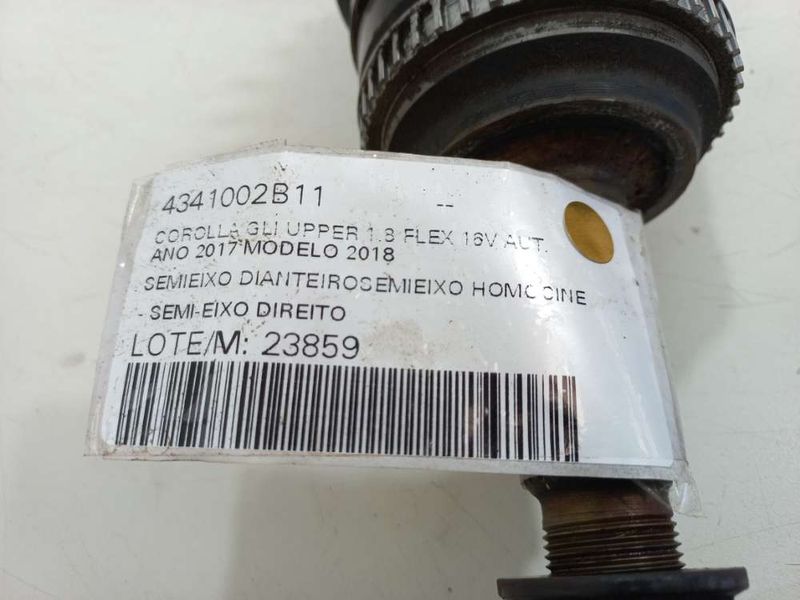 4341002B11 --
COROLLA GLI UPPER 1.8 FLEX 16V AUT.
ANO 2017 MODELO 2018
SEMIEIXO DIANTEIROSEMIEIXO HOMOCINE
- SEMI-EIXO DIREITO
LOTE/M: 23859